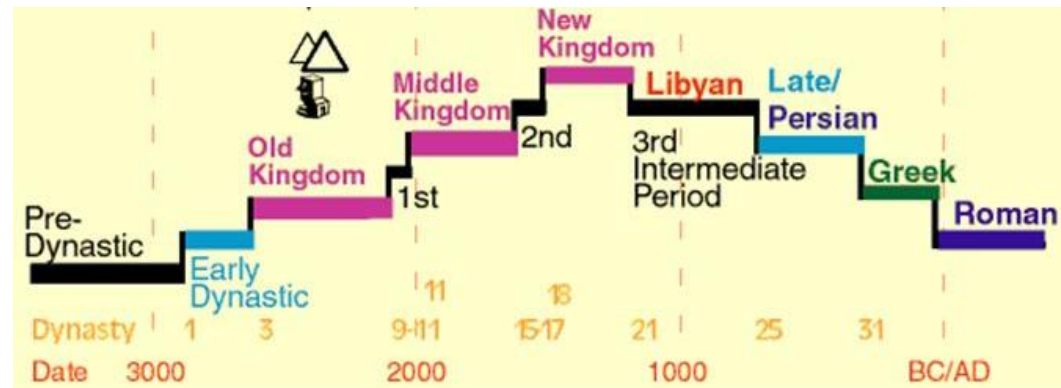 New
Kingdom
Middle
Kingdom
Libyan
Late/
Persian
Old
Kingdom
2nd
3rd
Intermediate
Period
Greek
1st
Pre-
Dynastic
Roman
Early
Dynastic
11 18
Dynasty 1 3 9-11 15-17 21 25 31
Date 3000 2000 1000 BC/AD